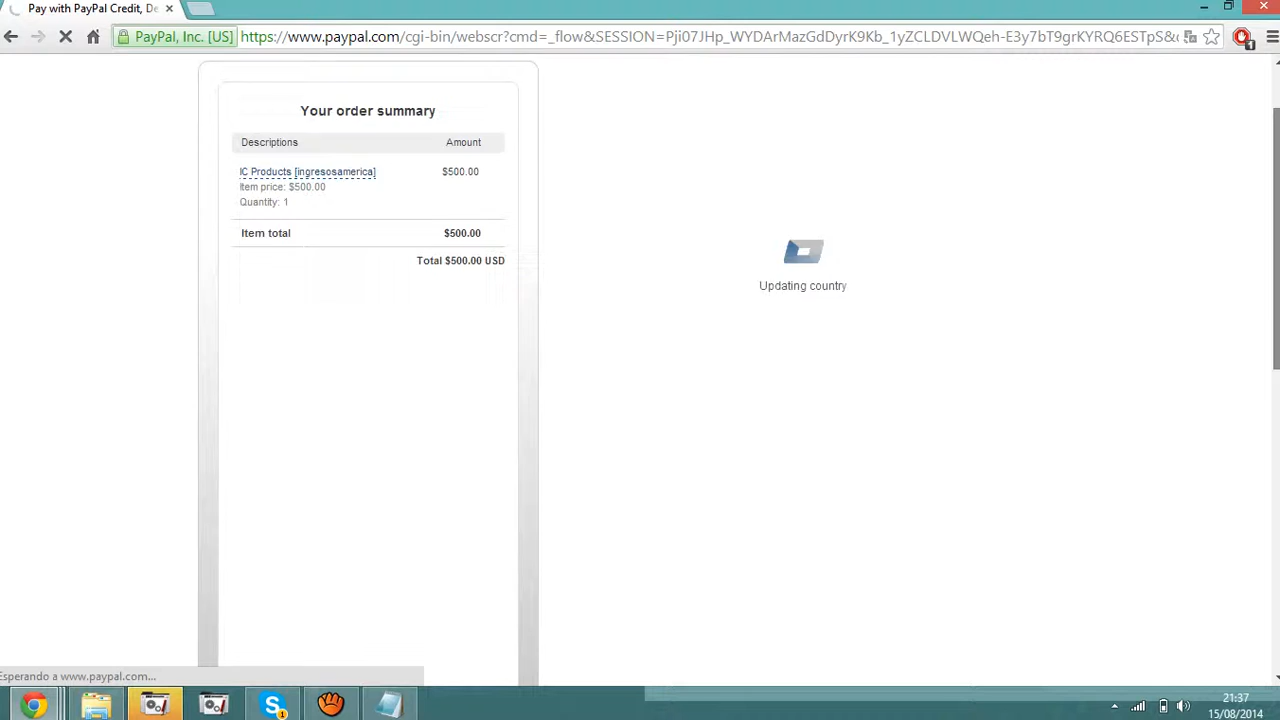 Pay with PayPal Credit, De
PayPal, Inc. [US]
https://www.paypal.com/cgi-bin/webscr?cmd=_flow&SESSION=Pji07JHp_WYDArMazGdDyrK9Kb_1yZCLDVLWQeh-E3y7bT9grKYRQ6ESTpS&
1
Your order summary
Descriptions Amount
IC Products [ingresosamerica] $500.00
Item price: $500.00
Quantity: 1
Item total $500.00
Total $500.00 USD
Updating country
Esperando a www.paypal.com...
S
1
21:37
15/08/2014